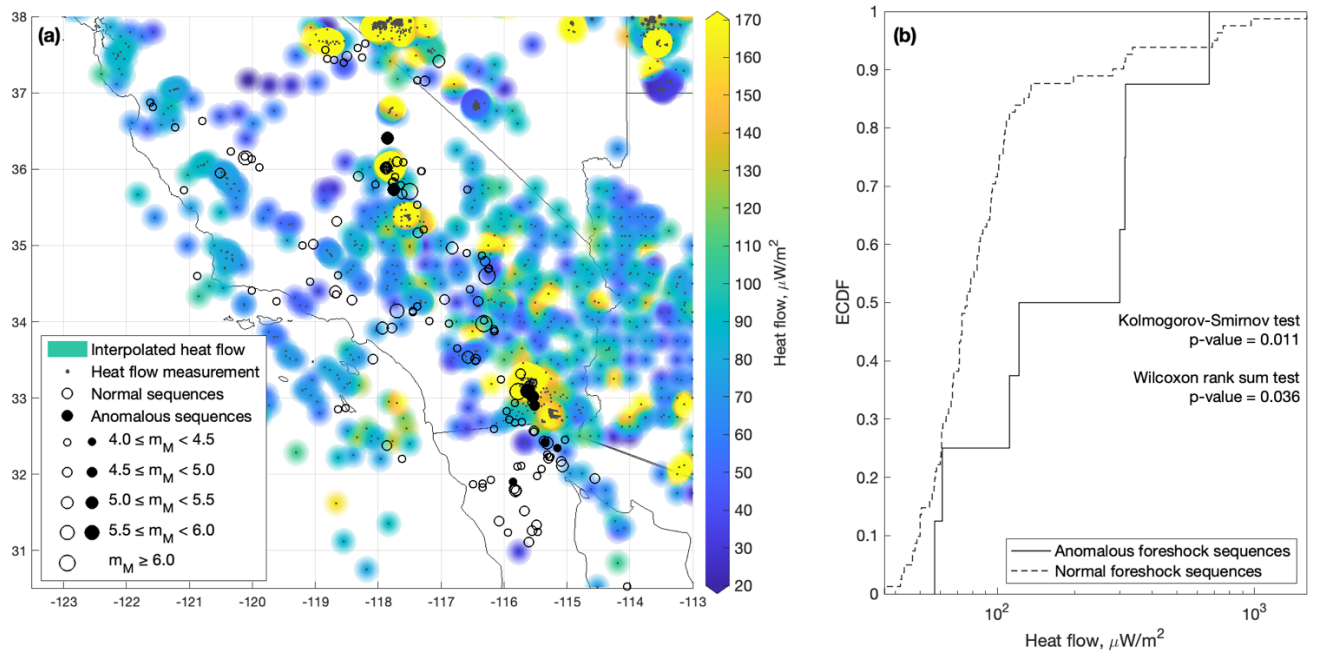 (a)
38
37
36
35
34
33
32
31
-123
-122
-121
-120
-119
-118
-117
-116
-115
-114
-113
Interpolated heat flow
Heat flow measurement
Normal sequences
Anomalous sequences
4.0 ≤ m_M < 4.5
4.5 ≤ m_M < 5.0
5.0 ≤ m_M < 5.5
5.5 ≤ m_M < 6.0
m_M ≥ 6.0
170
160
150
140
130
120
110
100
90
80
70
60
50
40
30
20
Heat flow, μW/m²
(b)
1
0.9
0.8
0.7
0.6
0.5
0.4
0.3
0.2
0.1
0
ECDF
Kolmogorov-Smirnov test
p-value = 0.011
Wilcoxon rank sum test
p-value = 0.036
Anomalous foreshock sequences
Normal foreshock sequences
10²
10³
Heat flow, μW/m²